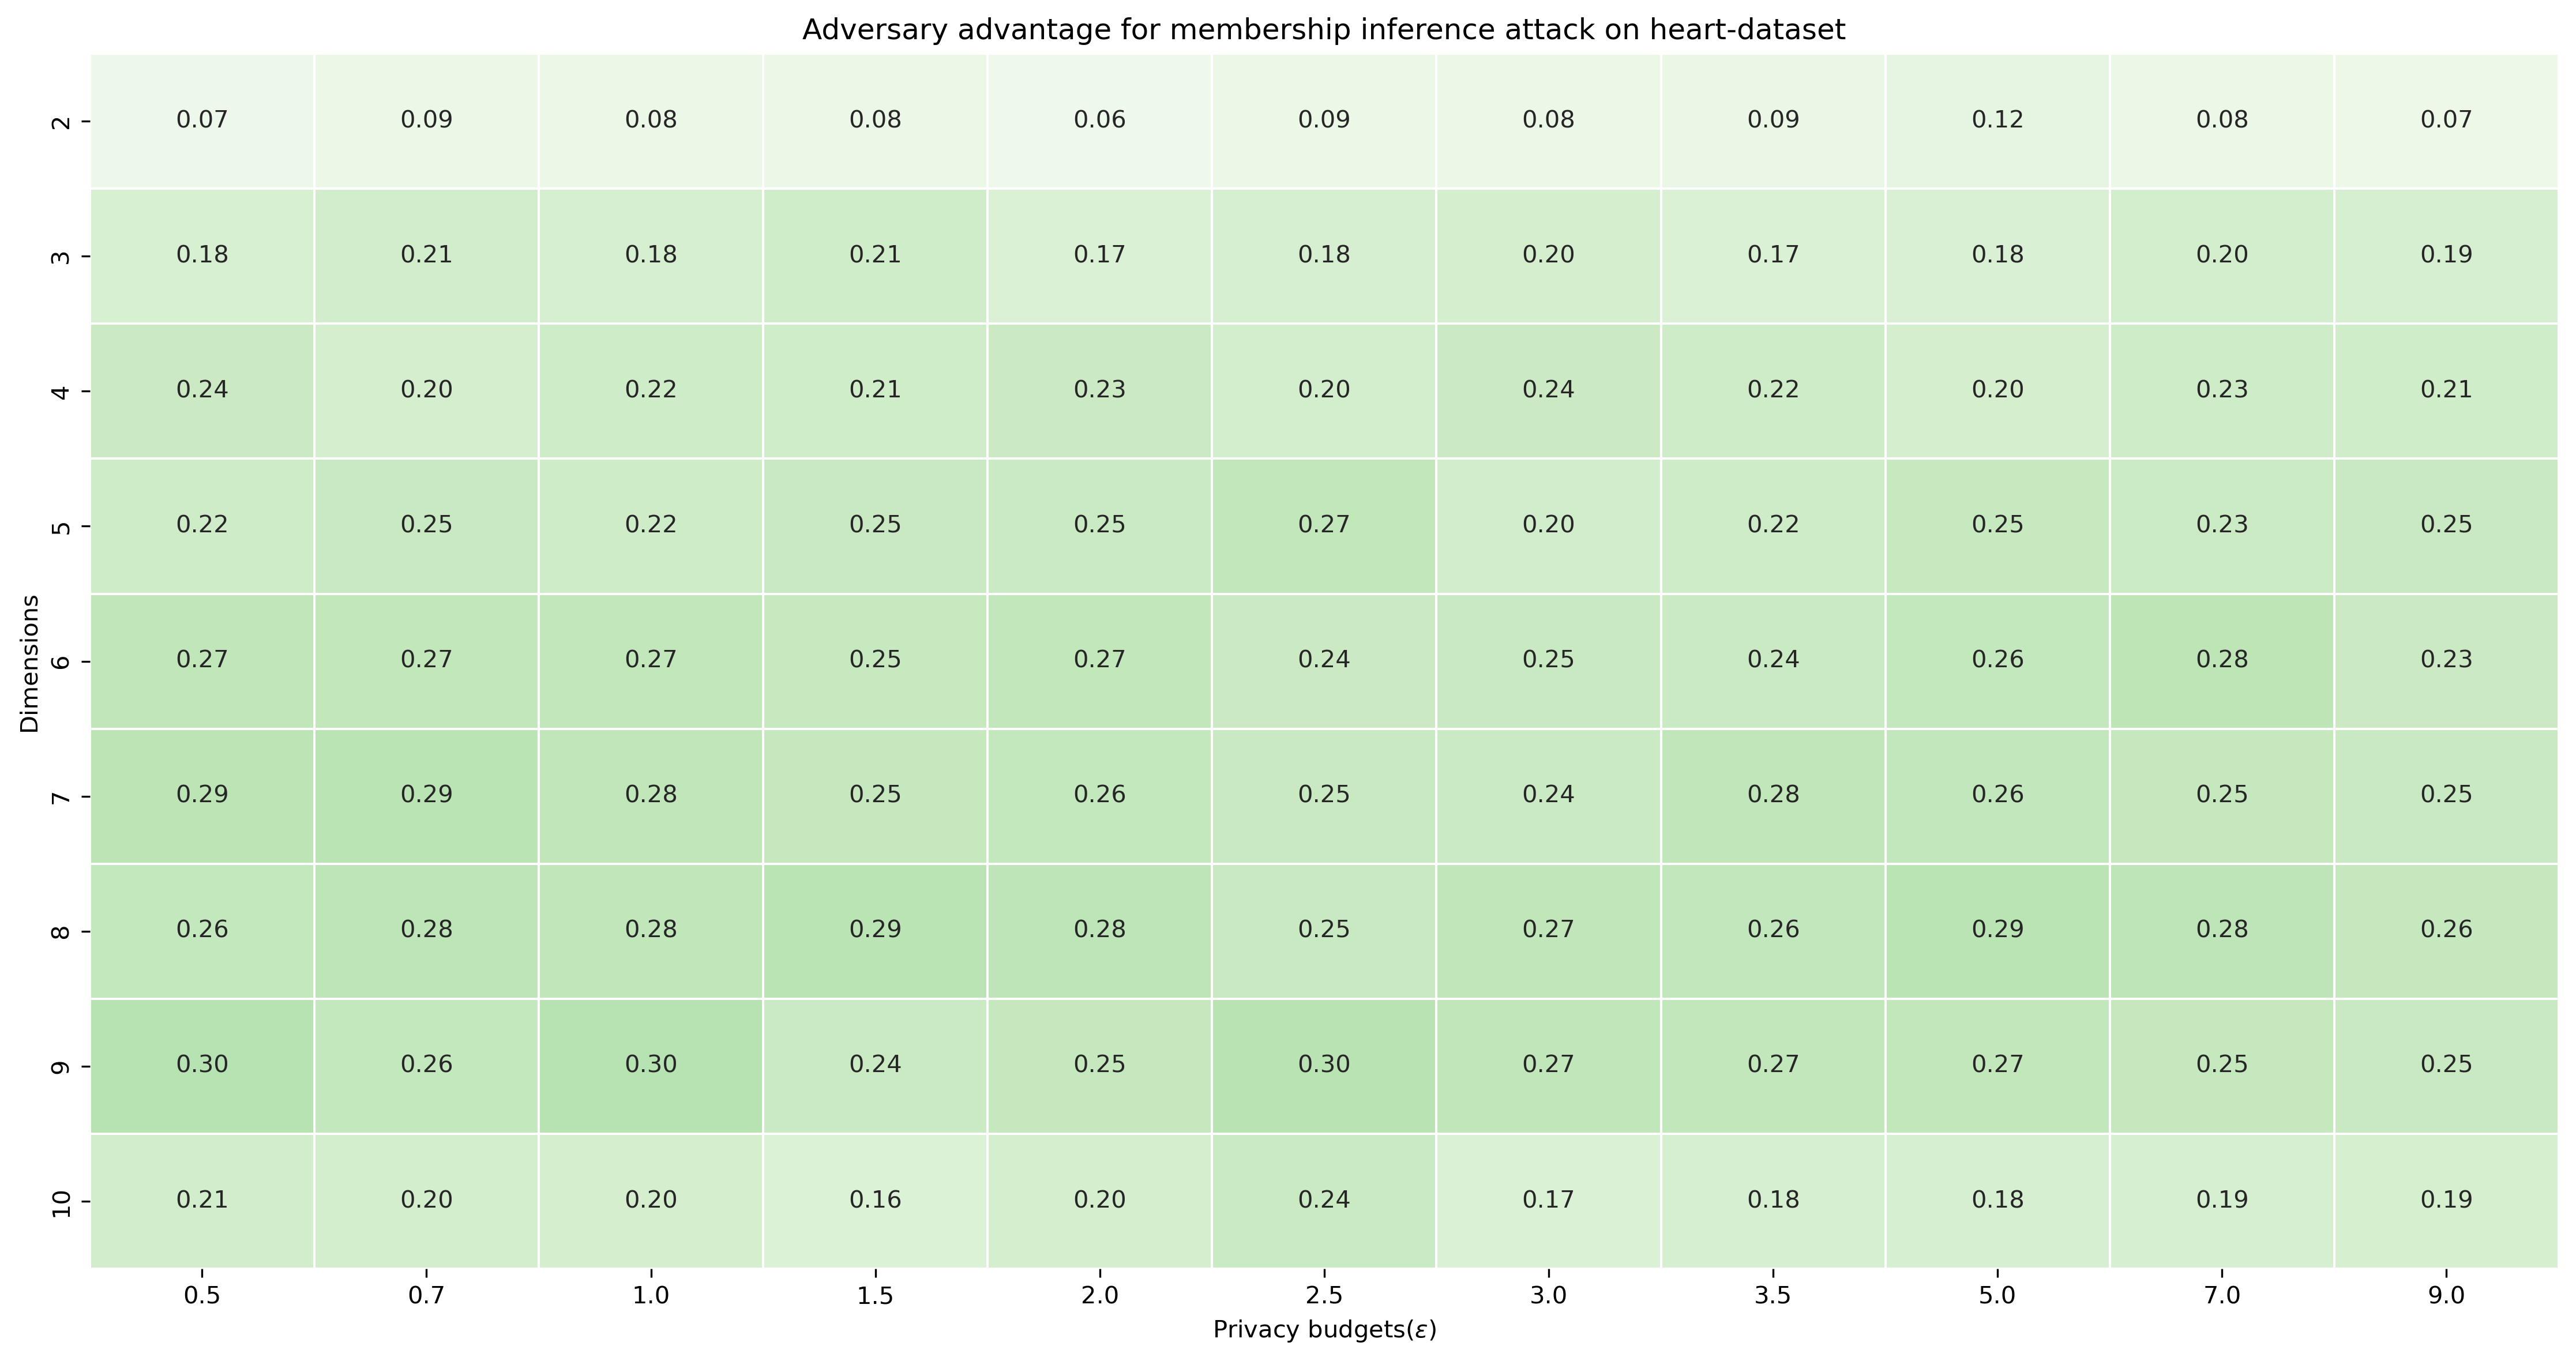 Adversary advantage for membership inference attack on heart-dataset
2 0.07 0.09 0.08 0.08 0.06 0.09 0.08 0.09 0.12 0.08 0.07
3 0.18 0.21 0.18 0.21 0.17 0.18 0.20 0.17 0.18 0.20 0.19
4 0.24 0.20 0.22 0.21 0.23 0.20 0.24 0.22 0.20 0.23 0.21
5 0.22 0.25 0.22 0.25 0.25 0.27 0.20 0.22 0.25 0.23 0.25
Dimensions
6 0.27 0.27 0.27 0.25 0.27 0.24 0.25 0.24 0.26 0.28 0.23
7 0.29 0.29 0.28 0.25 0.26 0.25 0.24 0.28 0.26 0.25 0.25
8 0.26 0.28 0.28 0.29 0.28 0.25 0.27 0.26 0.29 0.28 0.26
9 0.30 0.26 0.30 0.24 0.25 0.30 0.27 0.27 0.27 0.25 0.25
10 0.21 0.20 0.20 0.16 0.20 0.24 0.17 0.18 0.18 0.19 0.19
0.5 0.7 1.0 1.5 2.0 2.5 3.0 3.5 5.0 7.0 9.0
Privacy budgets(ε)